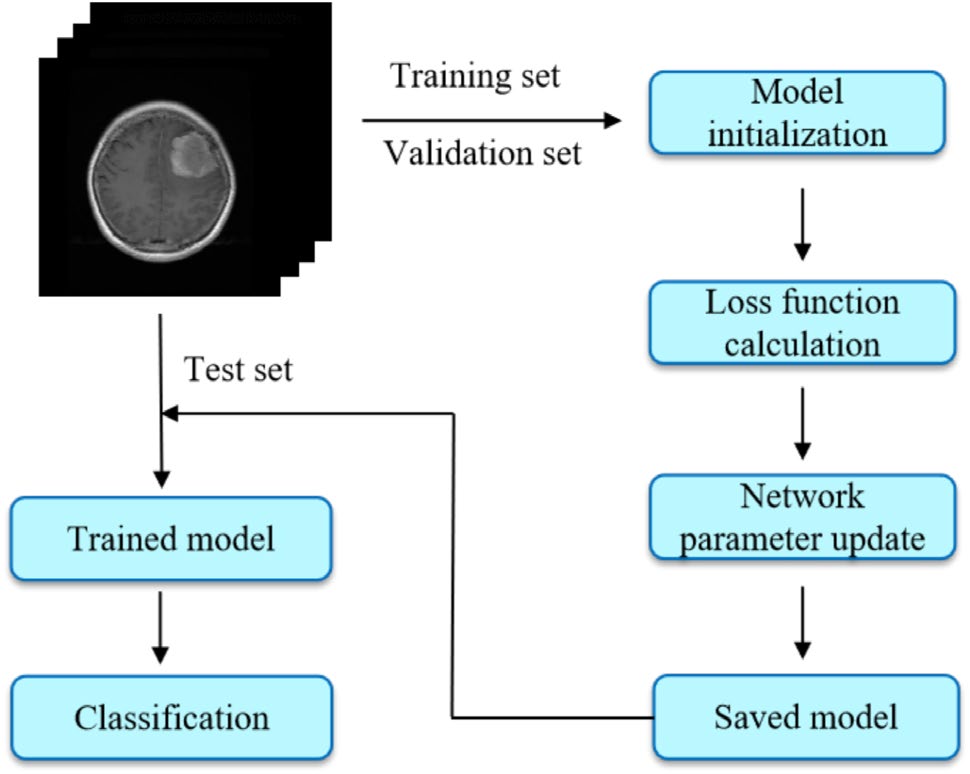 Training set
Validation set
Model
initialization
Loss function
calculation
Test set
Network
parameter update
Trained model
Classification
Saved model